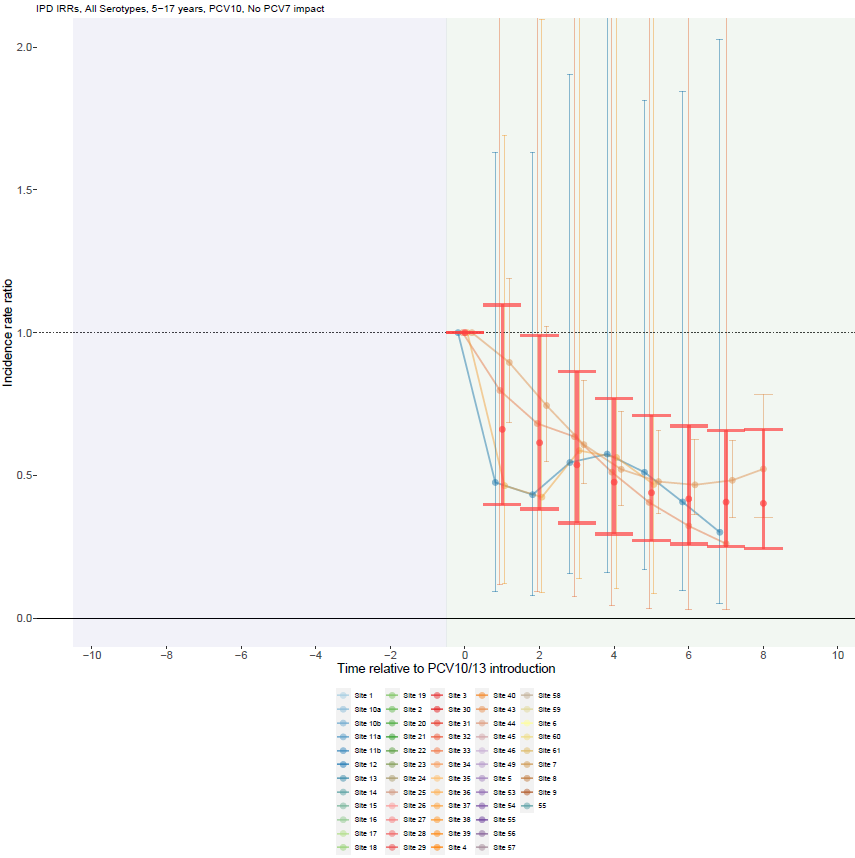 IPD IRRs, All Serotypes, 5−17 years, PCV10, No PCV7 impact
Incidence rate ratio
2.0
1.5
1.0
0.5
0.0
−10 −8 −6 −4 −2 0 2 4 6 8 10
Time relative to PCV10/13 introduction
Site 1 Site 19 Site 3 Site 40 Site 58
Site 10a Site 2 Site 30 Site 43 Site 59
Site 10b Site 20 Site 31 Site 44 Site 6
Site 11a Site 21 Site 32 Site 45 Site 60
Site 11b Site 22 Site 33 Site 46 Site 61
Site 12 Site 23 Site 34 Site 49 Site 7
Site 13 Site 24 Site 35 Site 5 Site 8
Site 14 Site 25 Site 36 Site 53 Site 9
Site 15 Site 26 Site 37 Site 54 55
Site 16 Site 27 Site 38 Site 55
Site 17 Site 28 Site 39 Site 56
Site 18 Site 29 Site 4 Site 57